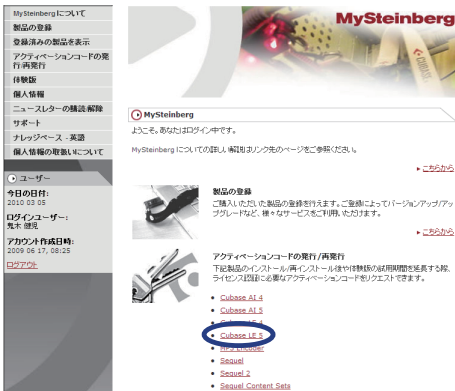 MySteinbergについて
製品の登録
登録済みの製品を表示
アクティベーションコードの発
行/再発行
体験版
個人情報
ニュースレターの購読/解除
サポート
ナレッジベース - 英語
個人情報の取扱いについて
ユーザー
今日の日付:
2010 03 05
ログインユーザー:
鬼木 健児
アカウント作成日時:
2009 06 17, 08:25
ログアウト
MySteinberg
CUBASE
MySteinberg
ようこそ。あなたはログイン中です。
MySteinberg についての詳しい解説はリンク先のページをご参照ください。
こちらから
製品の登録
ご購入いただいた製品の登録を行えます。ご登録によってバージョンアップ/アッ
プグレードなど、様々なサービスをご利用いただけます。
こちらから
アクティベーションコードの発行/再発行
下記製品のインストール/再インストール後や体験版の試用期間を延長する際、
ライセンス認証に必要なアクティベーションコードをリクエストできます。
Cubase AI 4
Cubase AI 5
Cubase LE 5
Sequel
Sequel 2
Sequel Content Sets